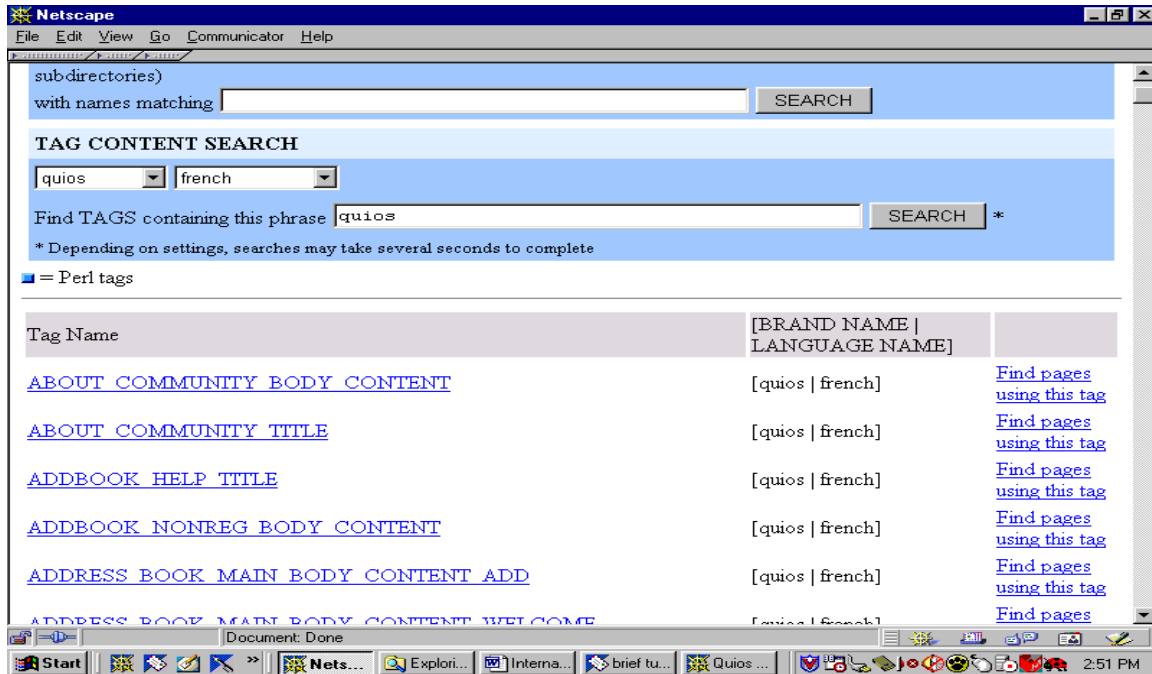 Netscape
File Edit View Go Communicator Help
subdirectories)
with names matching SEARCH
TAG CONTENT SEARCH
quios french
Find TAGS containing this phrase quios SEARCH *
* Depending on settings, searches may take several seconds to complete
= Perl tags
Tag Name [BRAND NAME | LANGUAGE NAME]
ABOUT_COMMUNITY_BODY_CONTENT [quios | french] Find pages using this tag
ABOUT_COMMUNITY_TITLE [quios | french] Find pages using this tag
ADDBOOK_HELP_TITLE [quios | french] Find pages using this tag
ADDBOOK_NONREG_BODY_CONTENT [quios | french] Find pages using this tag
ADDRESS_BOOK_MAIN_BODY_CONTENT_ADD [quios | french] Find pages using this tag
ADDRESS_BOOK_MAIN_BODY_CONTENT_WELCOME [quios | french] Find pages
Document: Done
Start » Nets... Explori... Interna... brief tu... Quios ... 2:51 PM